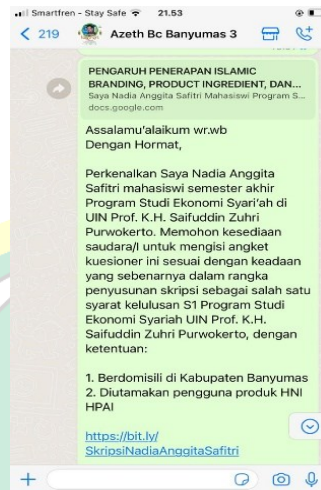 Smartfren - Stay Safe 21.53
219 Azeth Bc Banyumas 3
PENGARUH PENERAPAN ISLAMIC
BRANDING, PRODUCT INGREDIENT, DAN...
Saya Nadia Anggita Safitri Mahasiswi Program S...
docs.google.com
Assalamu'alaikum wr.wb
Dengan Hormat,
Perkenalkan Saya Nadia Anggita
Safitri mahasiswi semester akhir
Program Studi Ekonomi Syari'ah di
UIN Prof. K.H. Saifuddin Zuhri
Purwokerto. Memohon kesediaan
saudara/I untuk mengisi angket
kuesioner ini sesuai dengan keadaan
yang sebenarnya dalam rangka
penyusunan skripsi sebagai salah satu
syarat kelulusan S1 Program Studi
Ekonomi Syariah UIN Prof. K.H.
Saifuddin Zuhri Purwokerto, dengan
ketentuan:
1. Berdomisili di Kabupaten Banyumas
2. Diutamakan pengguna produk HNI
HPAI
https://bit.ly/
SkripsiNadiaAnggitaSafitri